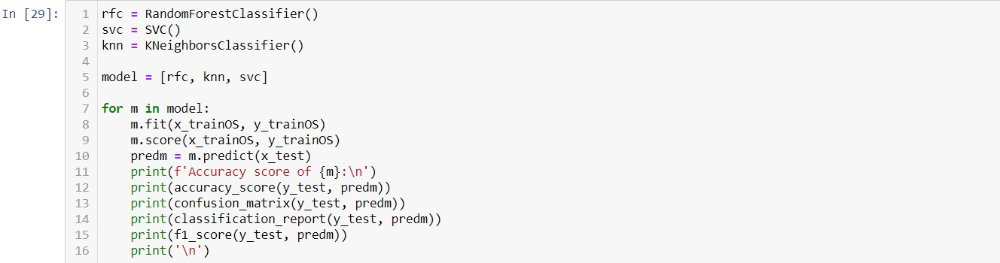 In [29]:
1 rfc = RandomForestClassifier()
2 svc = SVC()
3 knn = KNeighborsClassifier()
4
5 model = [rfc, knn, svc]
6
7 for m in model:
8     m.fit(x_trainOS, y_trainOS)
9     m.score(x_trainOS, y_trainOS)
10     predm = m.predict(x_test)
11     print(f'Accuracy score of {m}:\n')
12     print(accuracy_score(y_test, predm))
13     print(confusion_matrix(y_test, predm))
14     print(classification_report(y_test, predm))
15     print(f1_score(y_test, predm))
16     print('\n')